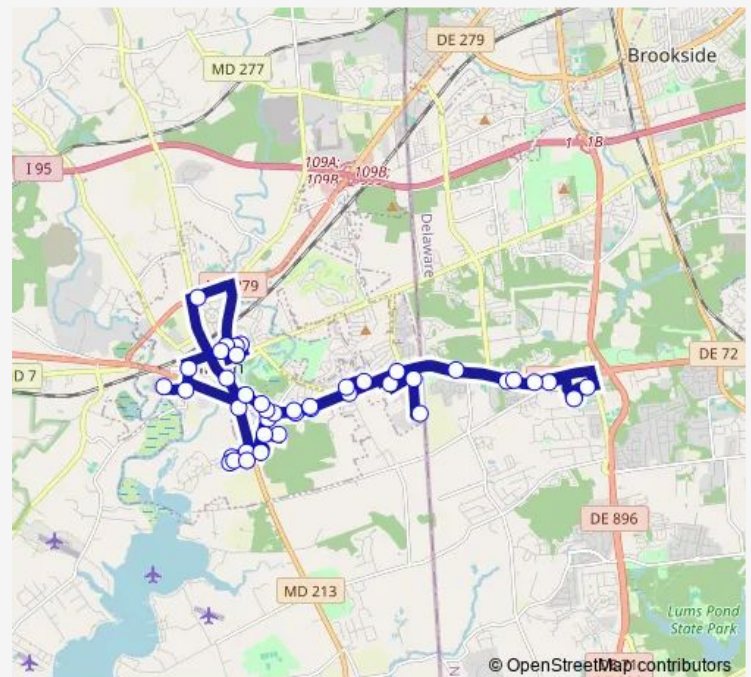 DE 279
Brookside
MD 277
1 1B
I 95
109A;
109B;
109B;
Delaware
279
DE 72
D 7
DE 896
MD 213
Lums Pond
State Park
N
© OpenStreetMap contributors